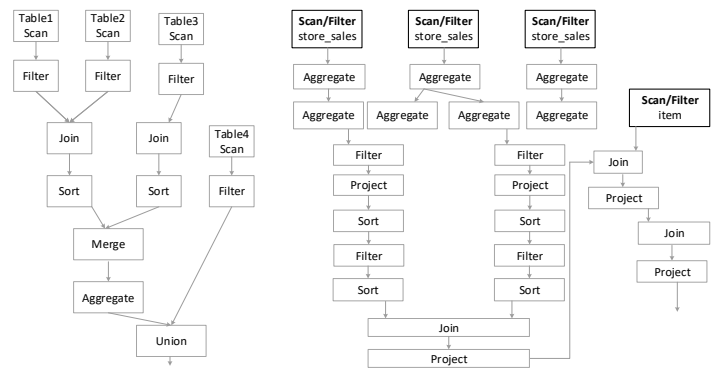 Table1
Scan
Table2
Scan
Table3
Scan
Filter
Filter
Filter
Join
Join
Table4
Scan
Sort
Sort
Filter
Merge
Aggregate
Union
Scan/Filter
store_sales
Scan/Filter
store_sales
Scan/Filter
store_sales
Aggregate
Aggregate
Aggregate
Aggregate
Aggregate
Aggregate
Aggregate
Scan/Filter
item
Filter
Filter
Join
Project
Project
Project
Sort
Sort
Join
Filter
Filter
Project
Sort
Sort
Join
Project